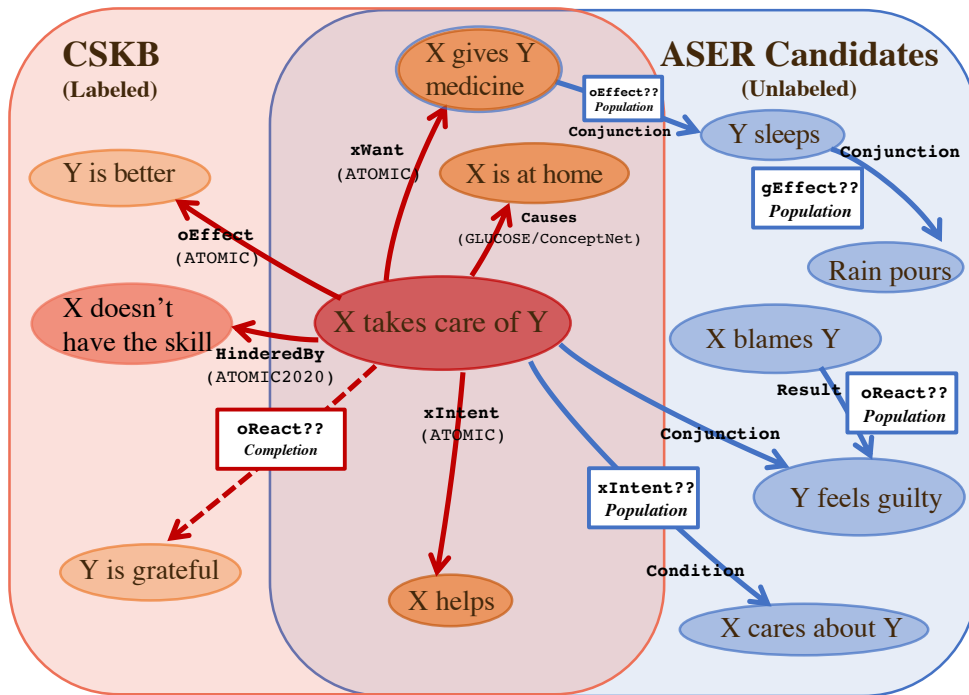 CSKB
(Labeled)
ASER Candidates
(Unlabeled)
X gives Y
medicine
oEffect??
Population
Conjunction
Y sleeps
Conjunction
gEffect??
Population
Rain pours
xWant
(ATOMIC)
X is at home
Causes
(GLUCOSE/ConceptNet)
Y is better
oEffect
(ATOMIC)
X takes care of Y
X doesn't
have the skill
HinderedBy
(ATOMIC2020)
X blames Y
Result
oReact??
Population
oReact??
Completion
xIntent
(ATOMIC)
Conjunction
xIntent??
Population
Y feels guilty
Y is grateful
Condition
X helps
X cares about Y